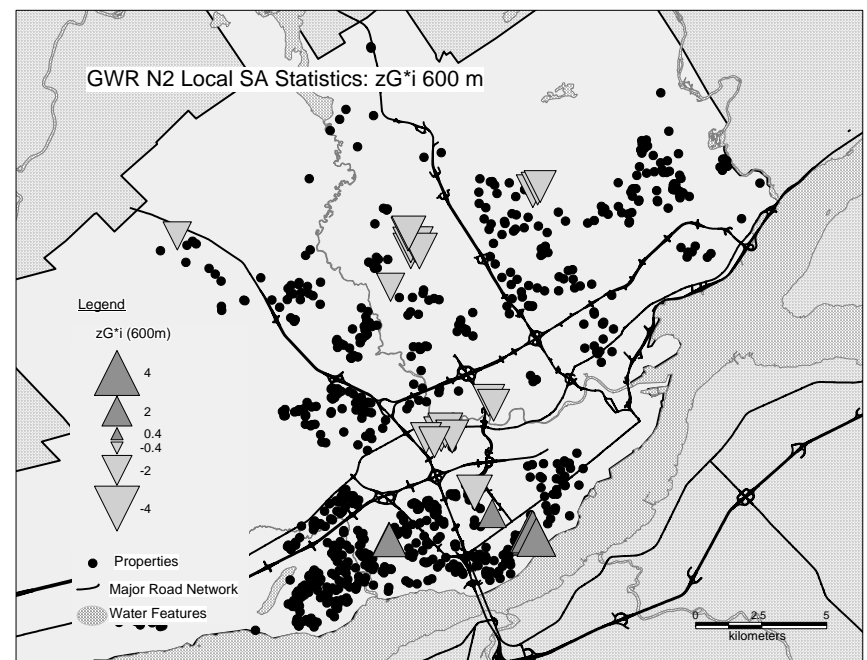 GWR N2 Local SA Statistics: zG*i 600 m
Legend
zG*i (600m)
4
2
0.4
-0.4
-2
-4
Properties
Major Road Network
Water Features
0 2.5 5
kilometers